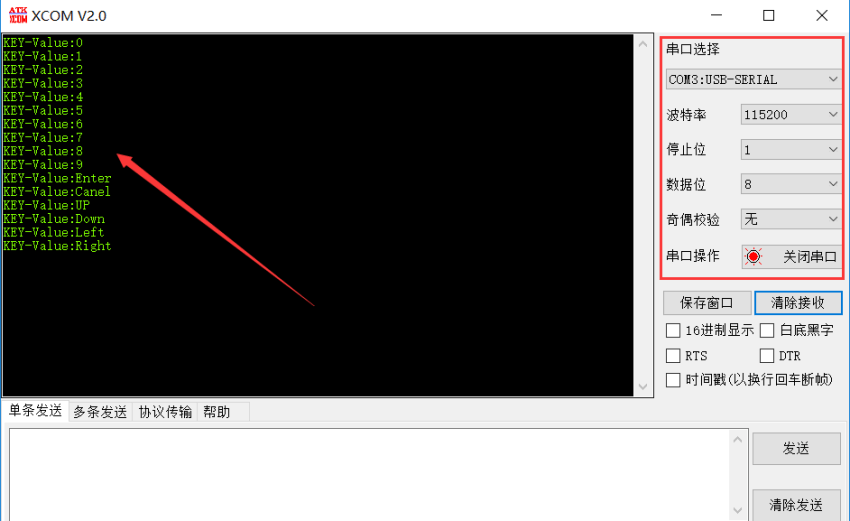 ATK
XCOM
XCOM V2.0
KEY-Value:0
KEY-Value:1
KEY-Value:2
KEY-Value:3
KEY-Value:4
KEY-Value:5
KEY-Value:6
KEY-Value:7
KEY-Value:8
KEY-Value:9
KEY-Value:Enter
KEY-Value:Canel
KEY-Value:UP
KEY-Value:Down
KEY-Value:Left
KEY-Value:Right
串口选择
COM3:USB-SERIAL
波特率 115200
停止位 1
数据位 8
奇偶校验 无
串口操作 关闭串口
保存窗口 清除接收
16进制显示 白底黑字
RTS DTR
时间戳(以换行回车断帧)
单条发送 多条发送 协议传输 帮助
发送
清除发送